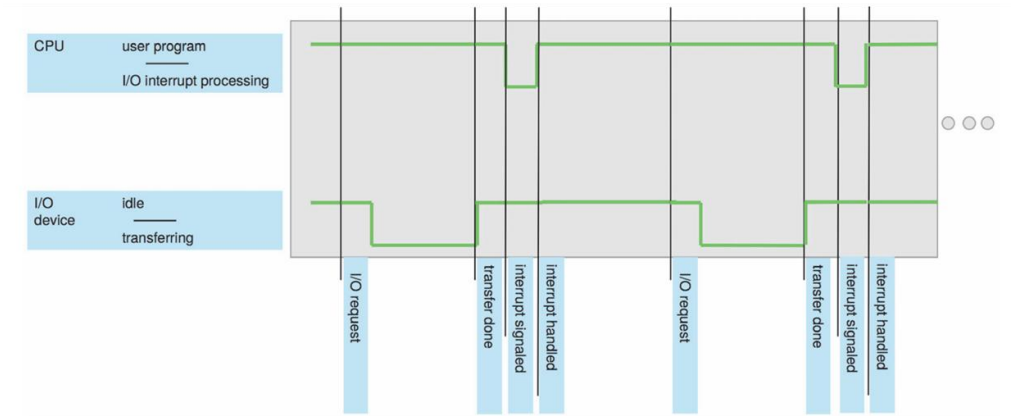 CPU
user program
I/O interrupt processing
I/O
device
idle
transferring
I/O request
transfer done
interrupt signaled
interrupt handled
I/O request
transfer done
interrupt signaled
interrupt handled